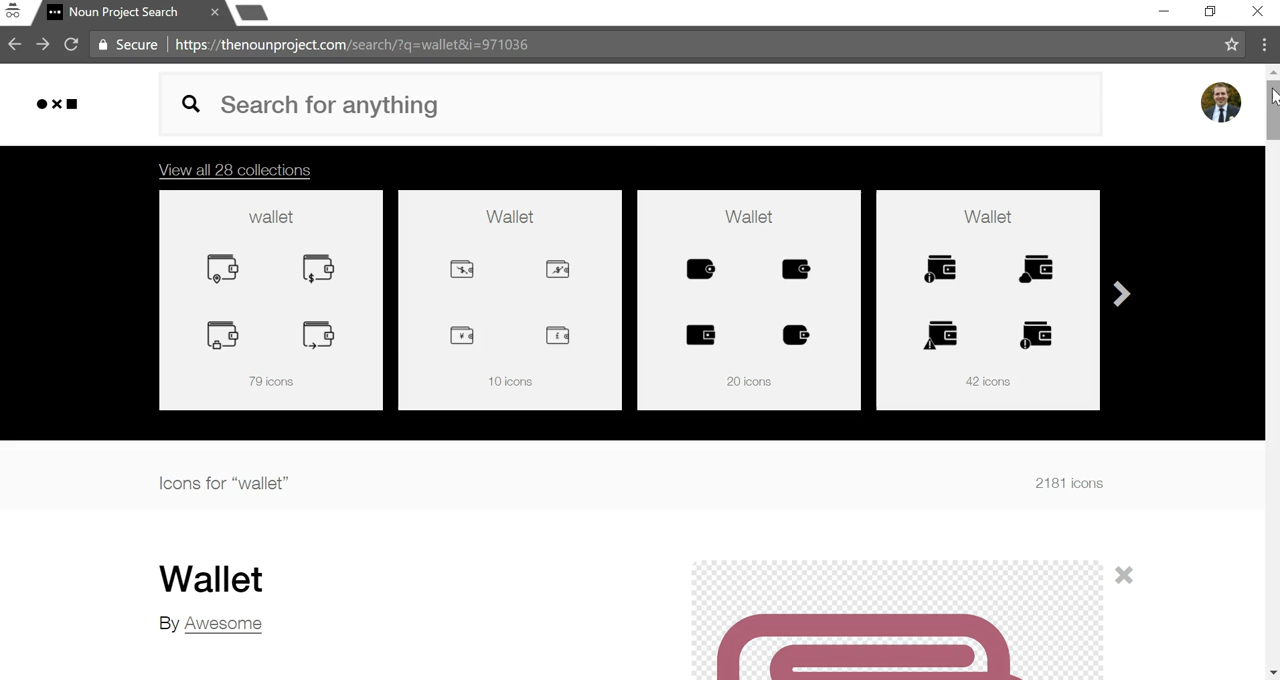 Noun Project Search
Secure
https://thenounproject.com/search/?q=wallet&i=971036
Search for anything
View all 28 collections
wallet
Wallet
Wallet
Wallet
79 icons
10 icons
20 icons
42 icons
Icons for “wallet”
2181 icons
Wallet
By Awesome